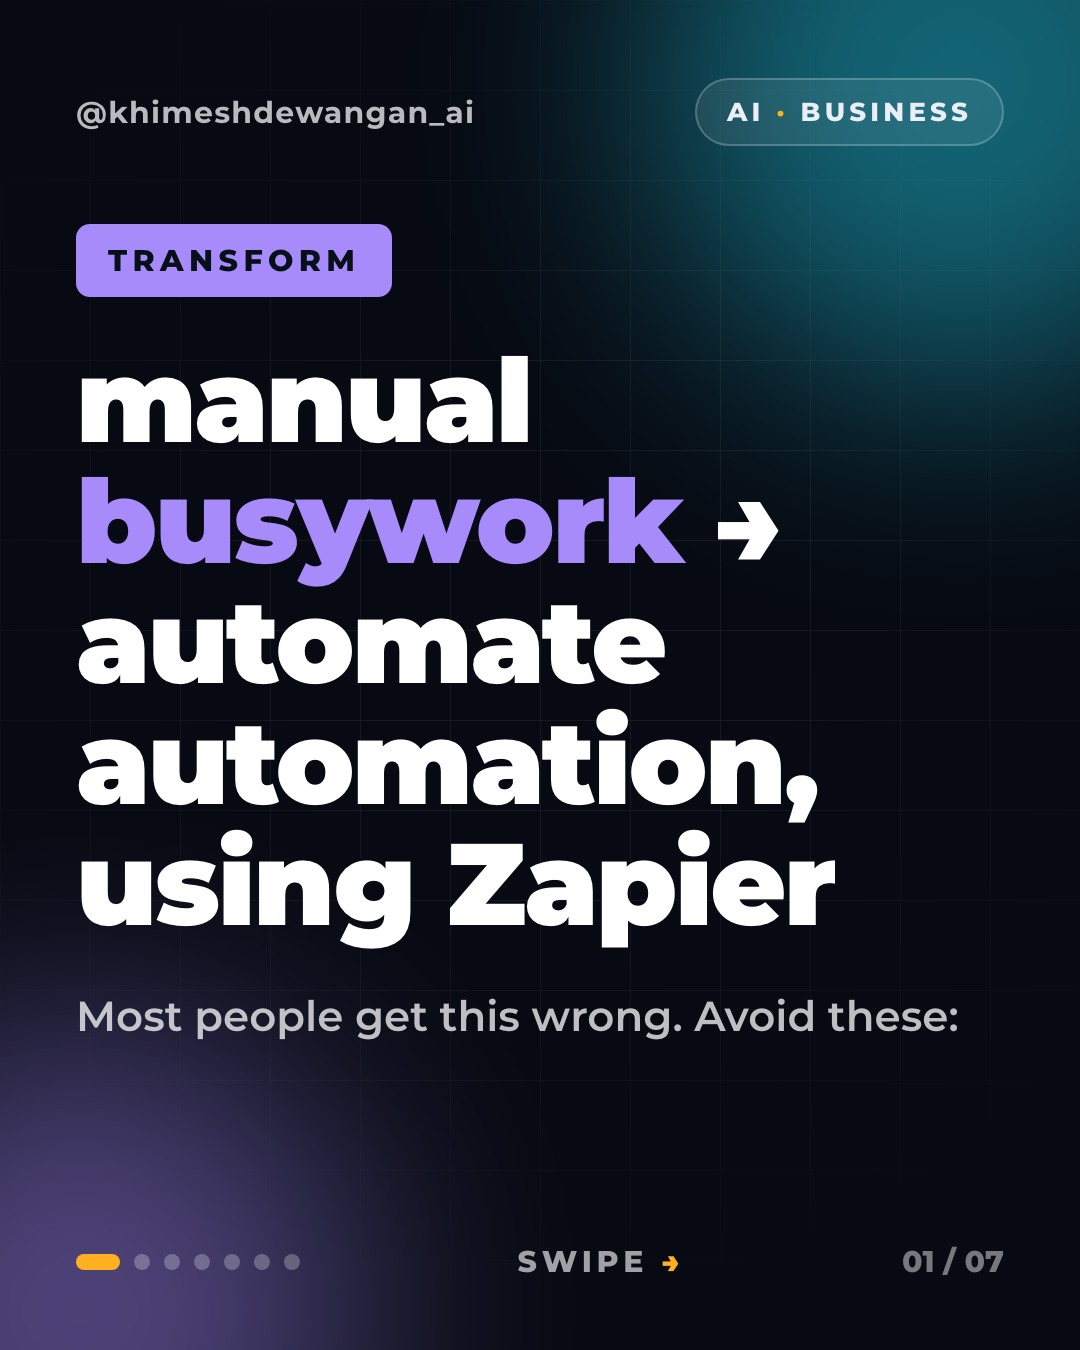 @khimeshdewangan_ai
AI · BUSINESS
TRANSFORM
manual
busywork →
automate
automation,
using Zapier
Most people get this wrong. Avoid these:
SWIPE →
01 / 07